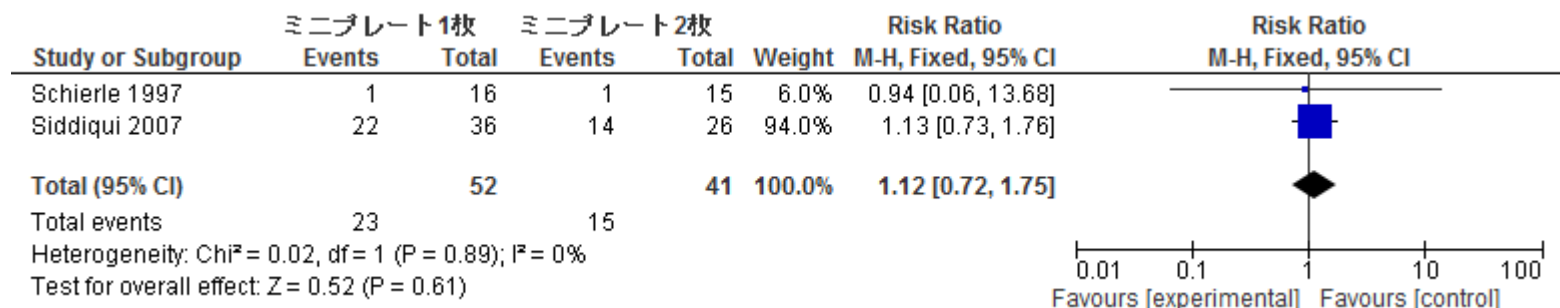 ミニプレート1枚 ミニプレート2枚 Risk Ratio Risk Ratio
Study or Subgroup Events Total Events Total Weight M-H, Fixed, 95% CI M-H, Fixed, 95% CI
Schierle 1997 1 16 1 15 6.0% 0.94 [0.06, 13.68]
Siddiqui 2007 22 36 14 26 94.0% 1.13 [0.73, 1.76]
Total (95% CI) 52 41 100.0% 1.12 [0.72, 1.75]
Total events 23 15
Heterogeneity: Chi² = 0.02, df = 1 (P = 0.89); I² = 0%
Test for overall effect: Z = 0.52 (P = 0.61)
0.01 0.1 1 10 100
Favours [experimental] Favours [control]